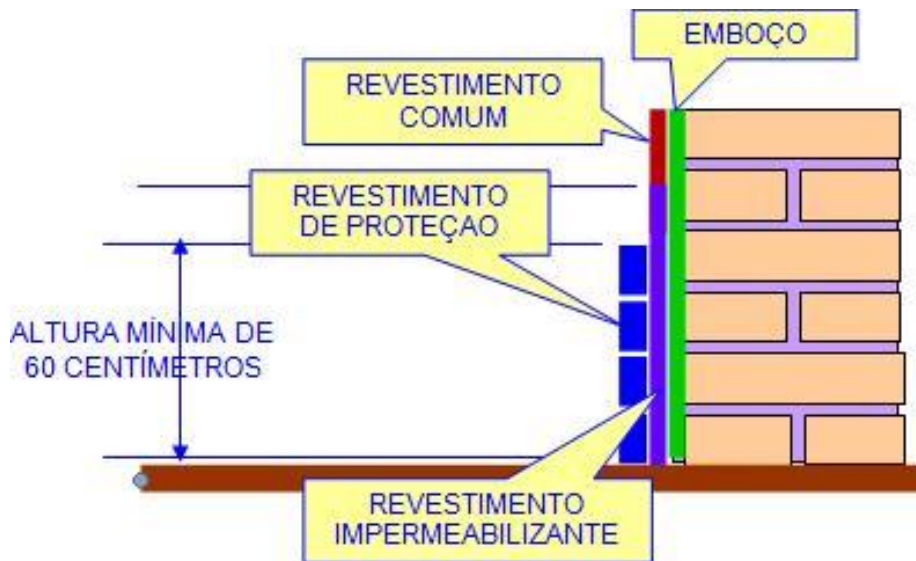 EMBOÇO
REVESTIMENTO
COMUM
REVESTIMENTO
DE PROTEÇAO
ALTURA MÍNIMA DE
60 CENTÍMETROS
REVESTIMENTO
IMPERMEABILIZANTE